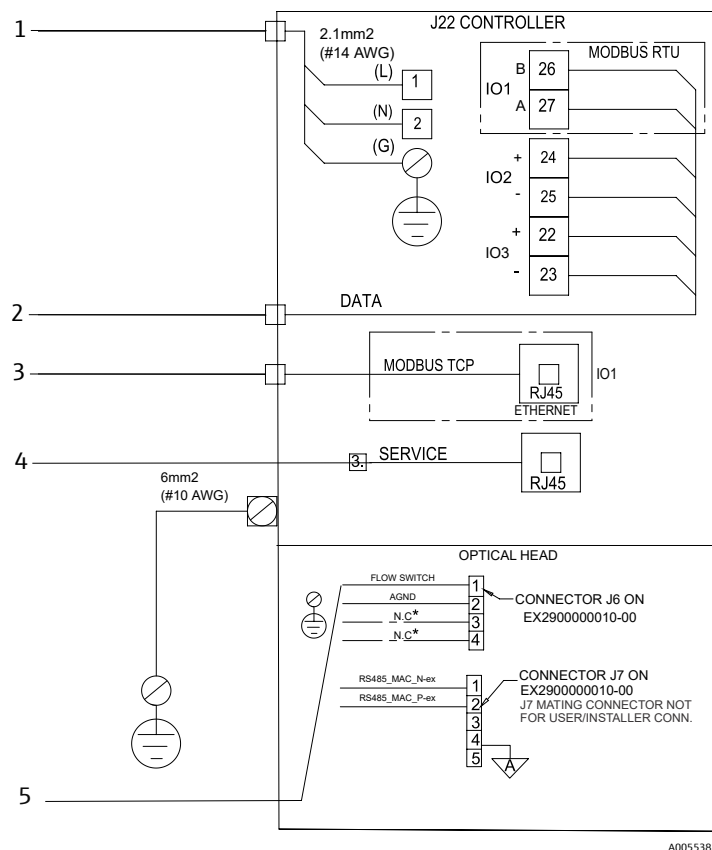 J22 CONTROLLER
1
2.1mm2
(#14 AWG)
(L)
1
(N)
2
(G)
MODBUS RTU
IO1
B
26
A
27
IO2
+
24
-
25
IO3
+
22
-
23
2
DATA
3
MODBUS TCP
RJ45
ETHERNET
IO1
4
3.
SERVICE
RJ45
6mm2
(#10 AWG)
OPTICAL HEAD
FLOW SWITCH
1
AGND
2
N.C*
3
N.C*
4
CONNECTOR J6 ON
EX2900000010-00
RS485_MAC_N-ex
1
RS485_MAC_P-ex
2
3
4
5
CONNECTOR J7 ON
EX2900000010-00
J7 MATING CONNECTOR NOT
FOR USER/INSTALLER CONN.
A
5
A005538